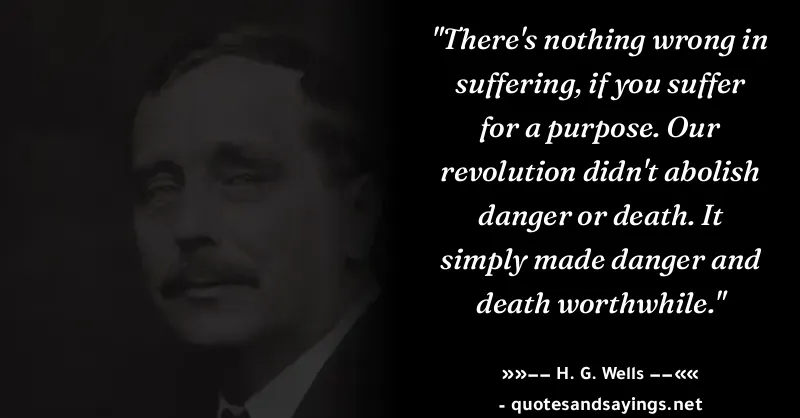 "There's nothing wrong in
suffering, if you suffer
for a purpose. Our
revolution didn't abolish
danger or death. It
simply made danger and
death worthwhile."
»»–– H. G. Wells ––««
- quotesandsayings.net